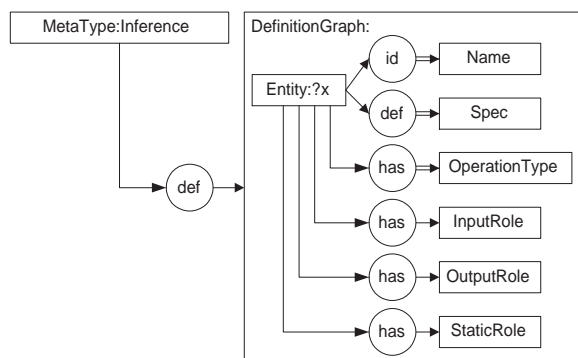 MetaType:Inference
DefinitionGraph:
id
Name
Entity:?x
def
Spec
has
OperationType
def
has
InputRole
has
OutputRole
has
StaticRole